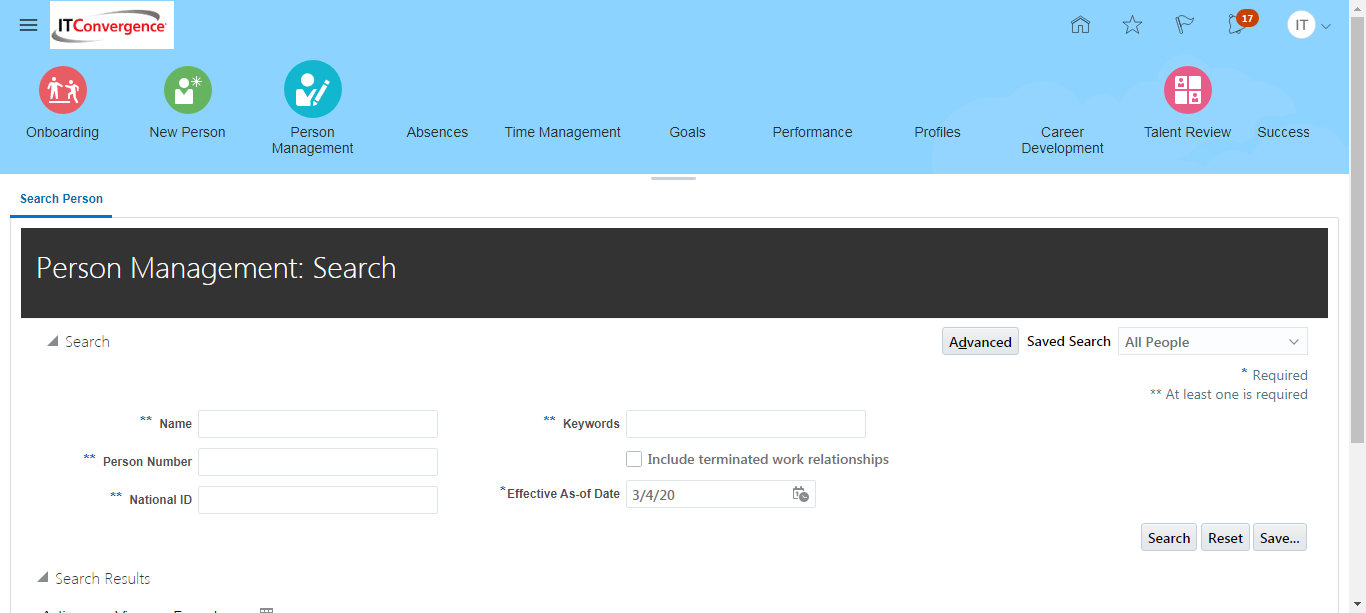 ITConvergence
17
IT
Onboarding
New Person
Person Management
Absences
Time Management
Goals
Performance
Profiles
Career Development
Talent Review
Success
Search Person
Person Management: Search
Search
Advanced Saved Search All People
* Required
** At least one is required
** Name
** Keywords
** Person Number
Include terminated work relationships
** National ID
*Effective As-of Date 3/4/20
Search Reset Save...
Search Results